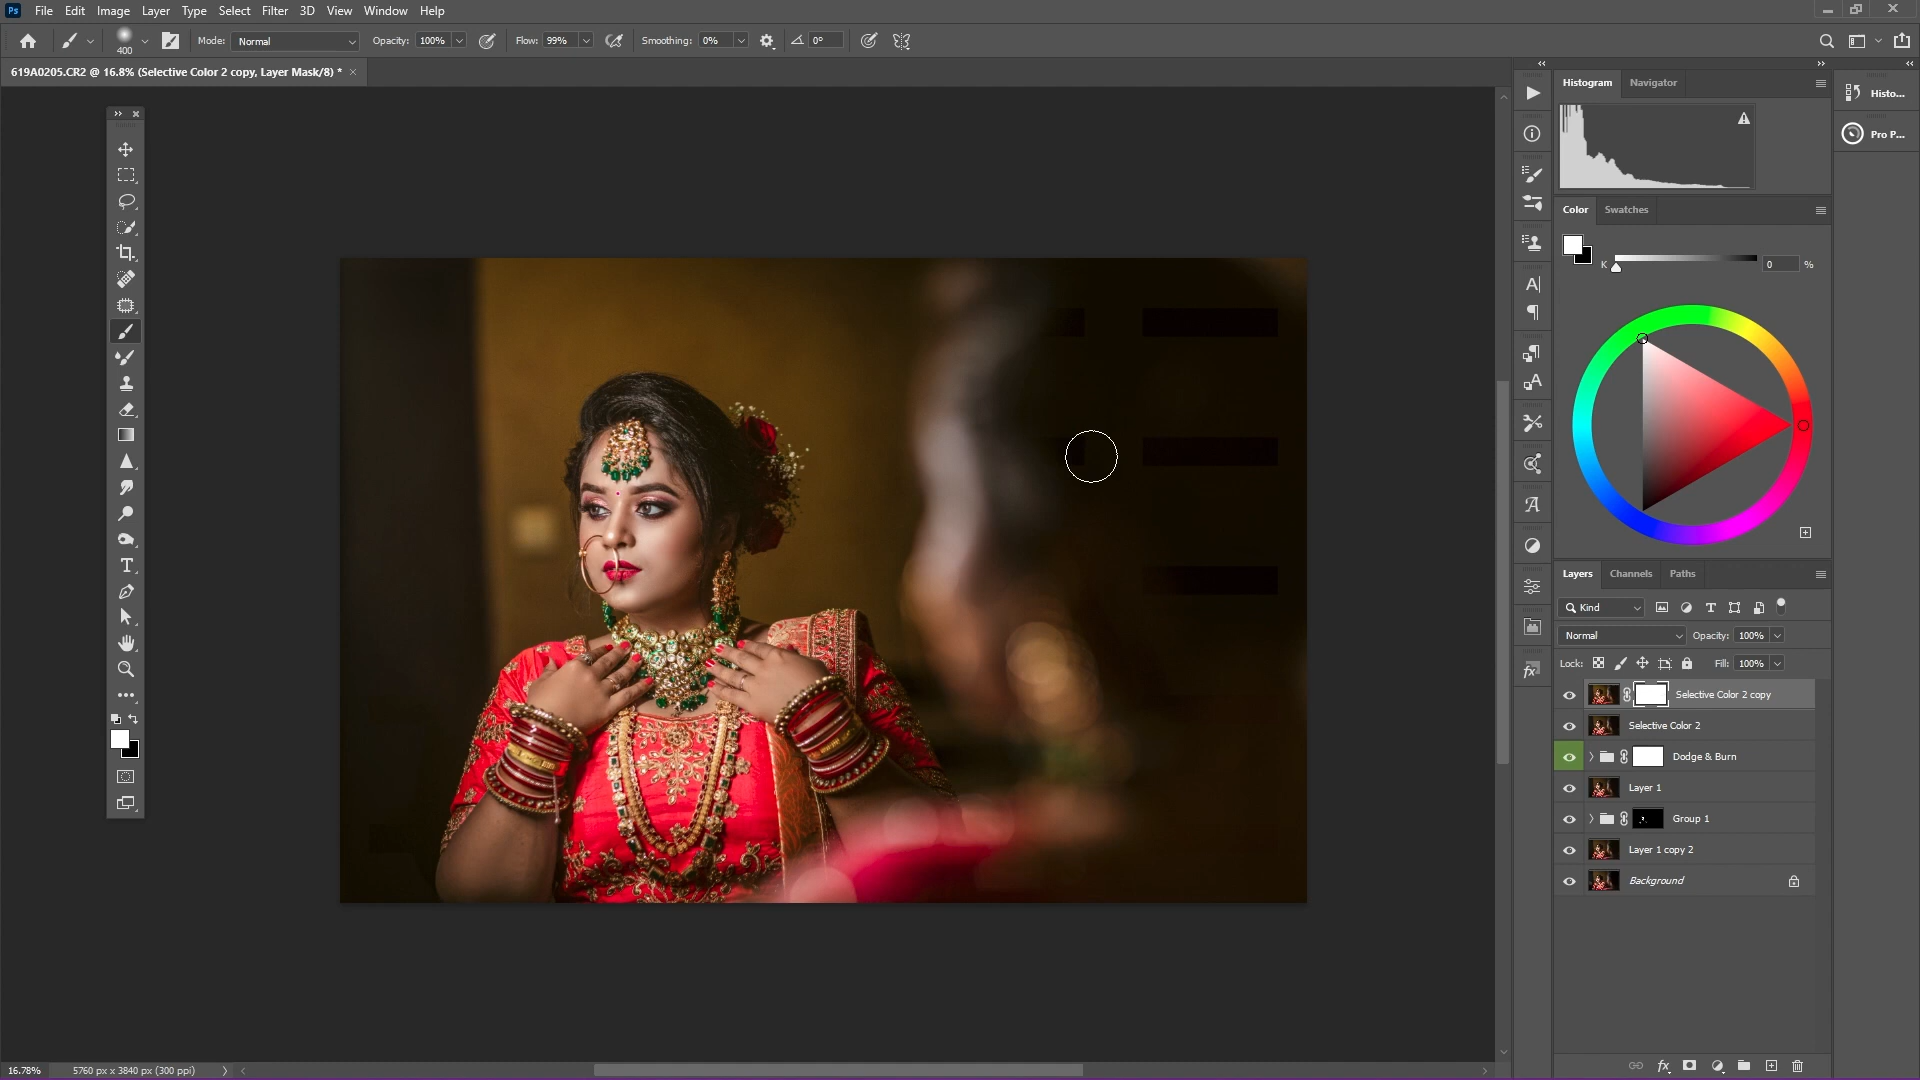 Ps File Edit Image Layer Type Select Filter 3D View Window Help
400 Mode: Normal Opacity: 100% Flow: 99% Smoothing: 0% 0°
619A0205.CR2 @ 16.8% (Selective Color 2 copy, Layer Mask/8) *
Histogram Navigator
Histo...
Pro P...
Color Swatches
K 0 %
Layers Channels Paths
Kind
Normal Opacity: 100%
Lock: Fill: 100%
Selective Color 2 copy
Selective Color 2
Dodge & Burn
Layer 1
Group 1
Layer 1 copy 2
Background
16.78% 5760 px x 3840 px (300 ppi)